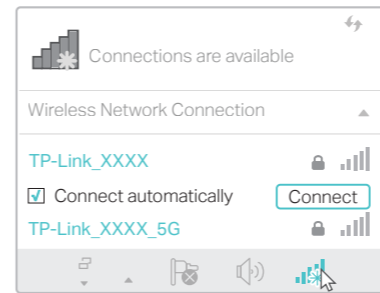 Connections are available
Wireless Network Connection
TP-Link_XXXX
Connect automatically Connect
TP-Link_XXXX_5G